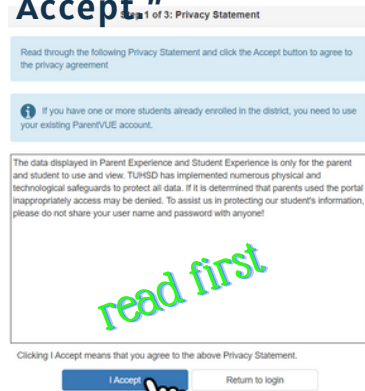 Accept."
Step 1 of 3: Privacy Statement
Read through the following Privacy Statement and click the Accept button to agree to
the privacy agreement
If you have one or more students already enrolled in the district, you need to use
your existing ParentVUE account.
The data displayed in Parent Experience and Student Experience is only for the parent
and student to use and view. TUHSD has implemented numerous physical and
technological safeguards to protect all data. If it is determined that parents used the portal
inappropriately access may be denied. To assist us in protecting our student's information,
please do not share your user name and password with anyone!
read first
Clicking I Accept means that you agree to the above Privacy Statement.
I Accept
Return to login